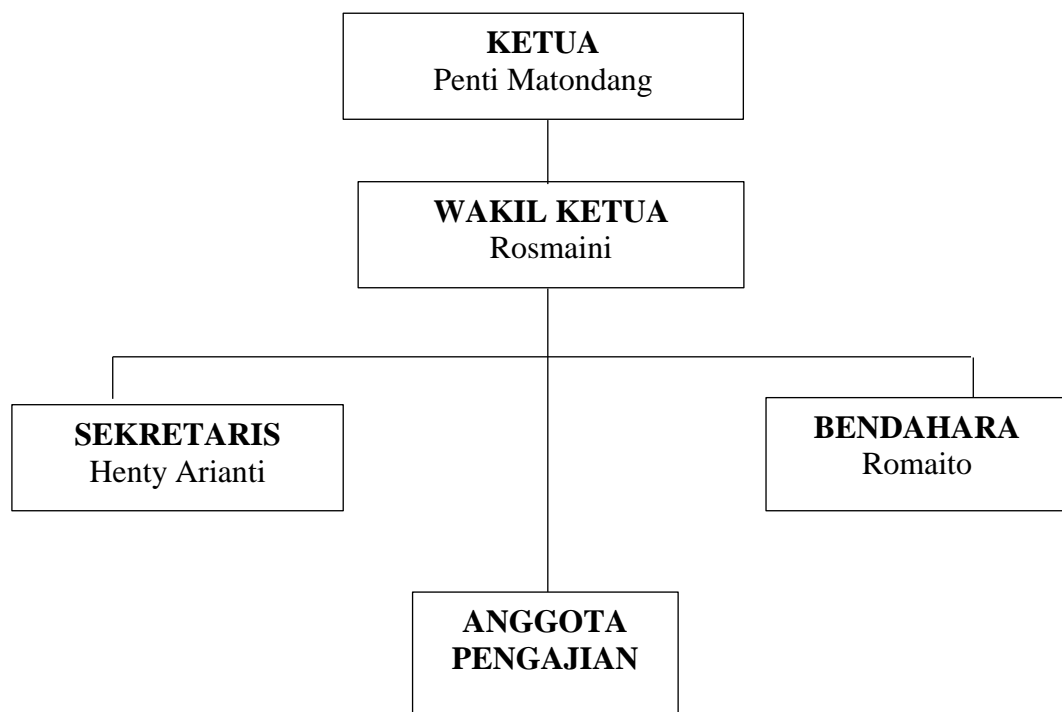 KETUA
Penti Matondang
WAKIL KETUA
Rosmaini
SEKRETARIS
Henty Arianti
BENDAHARA
Romaito
ANGGOTA
PENGAJIAN